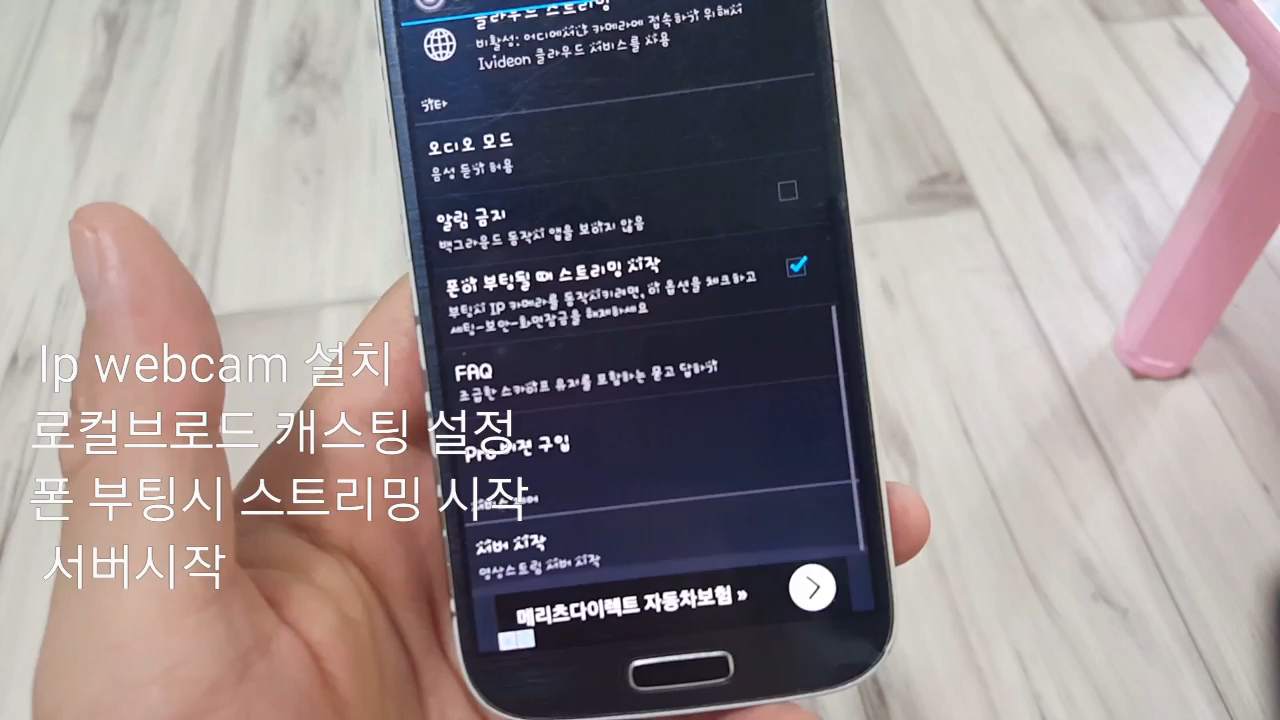 클라우드 스트리밍
비활성: 어디에서난 카메라에 접속하기 위해서
Ivideon 클라우드 서비스를 사용
기타
오디오 모드
음성 듣기 허용
알림 금지
백그라운드 동작시 앱을 보이지 않음
폰이 부팅될 때 스트리밍 시작
부팅시 IP 카메라를 동작시키려면, 이 옵션을 체크하고
세팅-보안-화면잠금을 해제하세요
FAQ
조급한 스카이프 유저를 포함하는 묻고 답하기
Pro 버젼 구입
서비스 제어
서버 시작
영상스트림 서버 시작
메리츠다이렉트 자동차보험 »
Ip webcam 설치
로컬브로드 캐스팅 설정
폰 부팅시 스트리밍 시작
서버시작